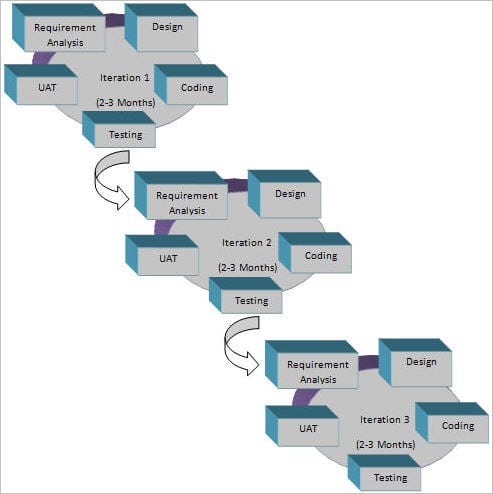 Requirement
Analysis
Design
UAT
Iteration 1
(2-3 Months)
Coding
Testing
Requirement
Analysis
Design
UAT
Iteration 2
(2-3 Months)
Coding
Testing
Requirement
Analysis
Design
UAT
Iteration 3
(2-3 Months)
Coding
Testing